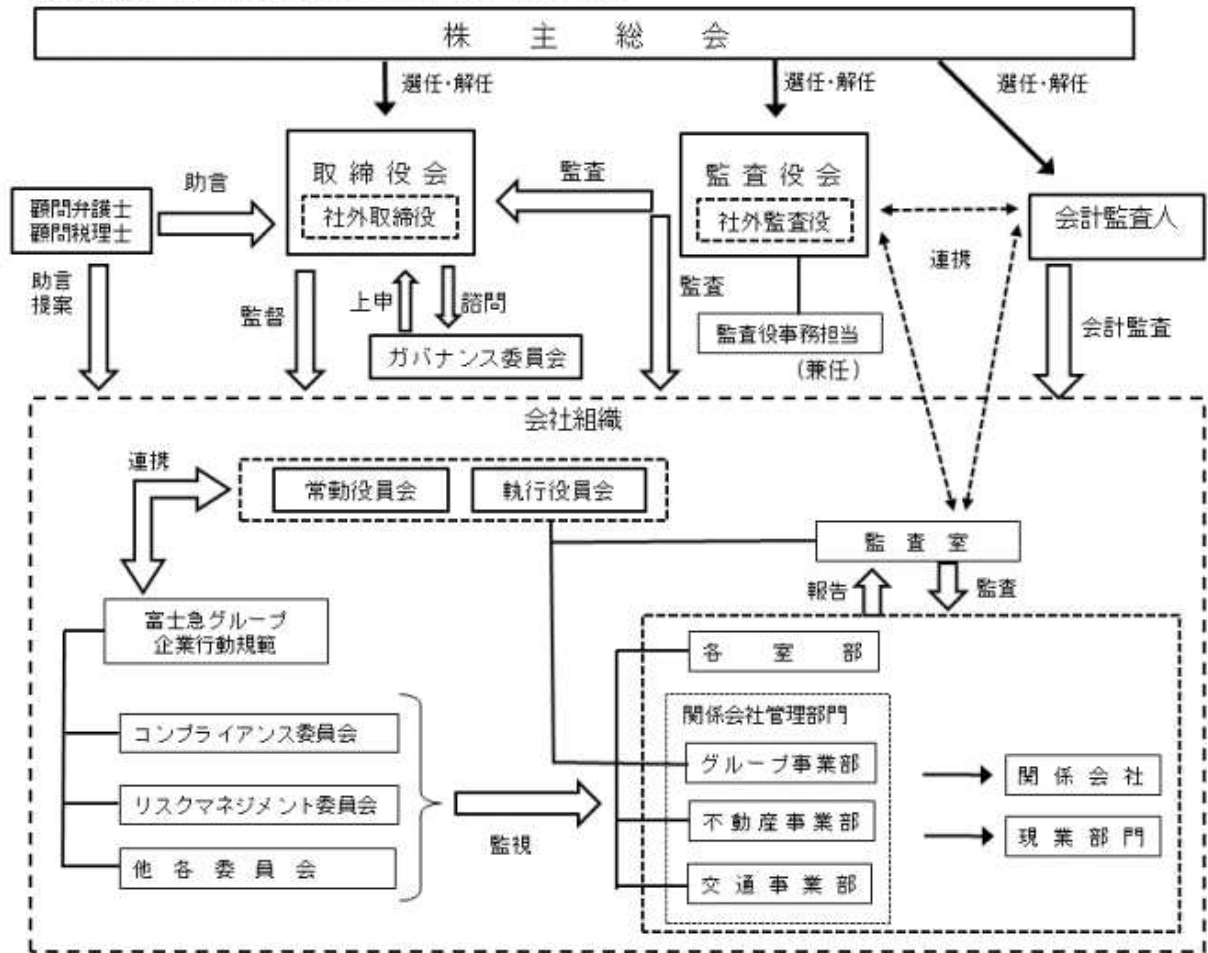 株主総会
選任・解任
選任・解任
選任・解任
取締役会
社外取締役
監査役会
社外監査役
会計監査人
顧問弁護士
顧問税理士
助言
監査
連携
助言
提案
監督
上申
諮問
監査
会計監査
ガバナンス委員会
監査役事務担当
(兼任)
会社組織
連携
常勤役員会
執行役員会
監査室
報告
監査
富士急グループ
企業行動規範
各室部
関係会社管理部門
コンプライアンス委員会
グループ事業部
関係会社
リスクマネジメント委員会
不動産事業部
現業部門
監視
他各委員会
交通事業部